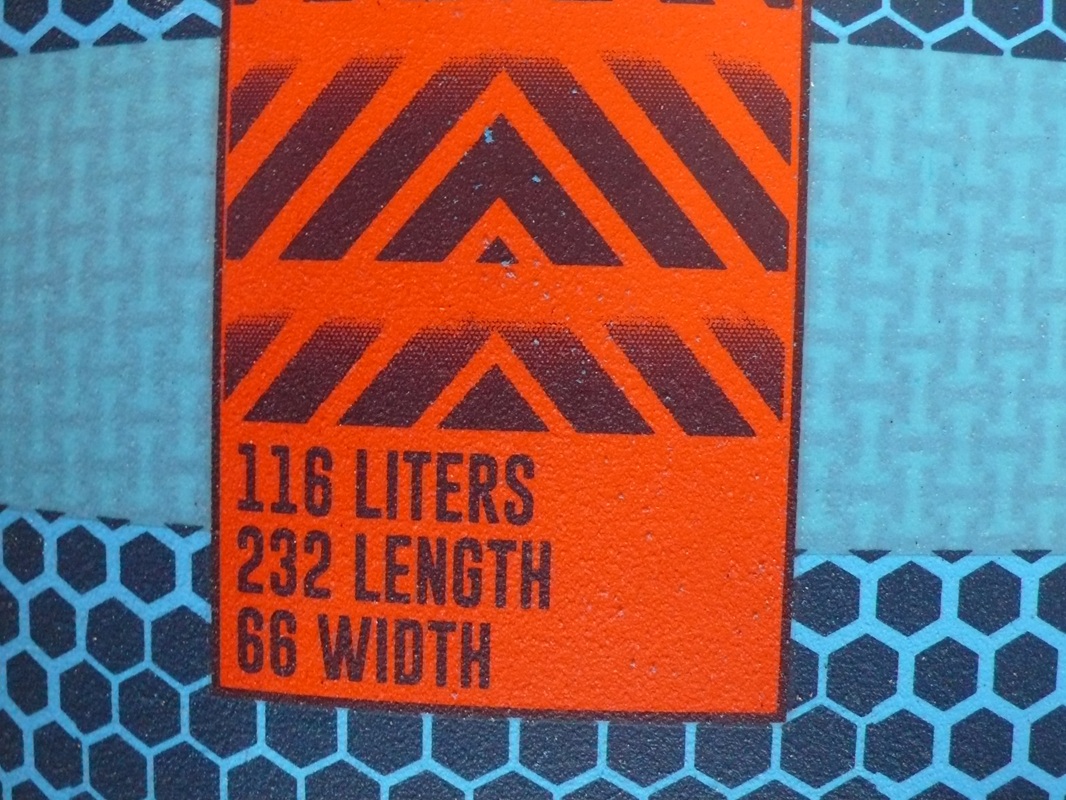 116 LITERS
232 LENGTH
66 WIDTH